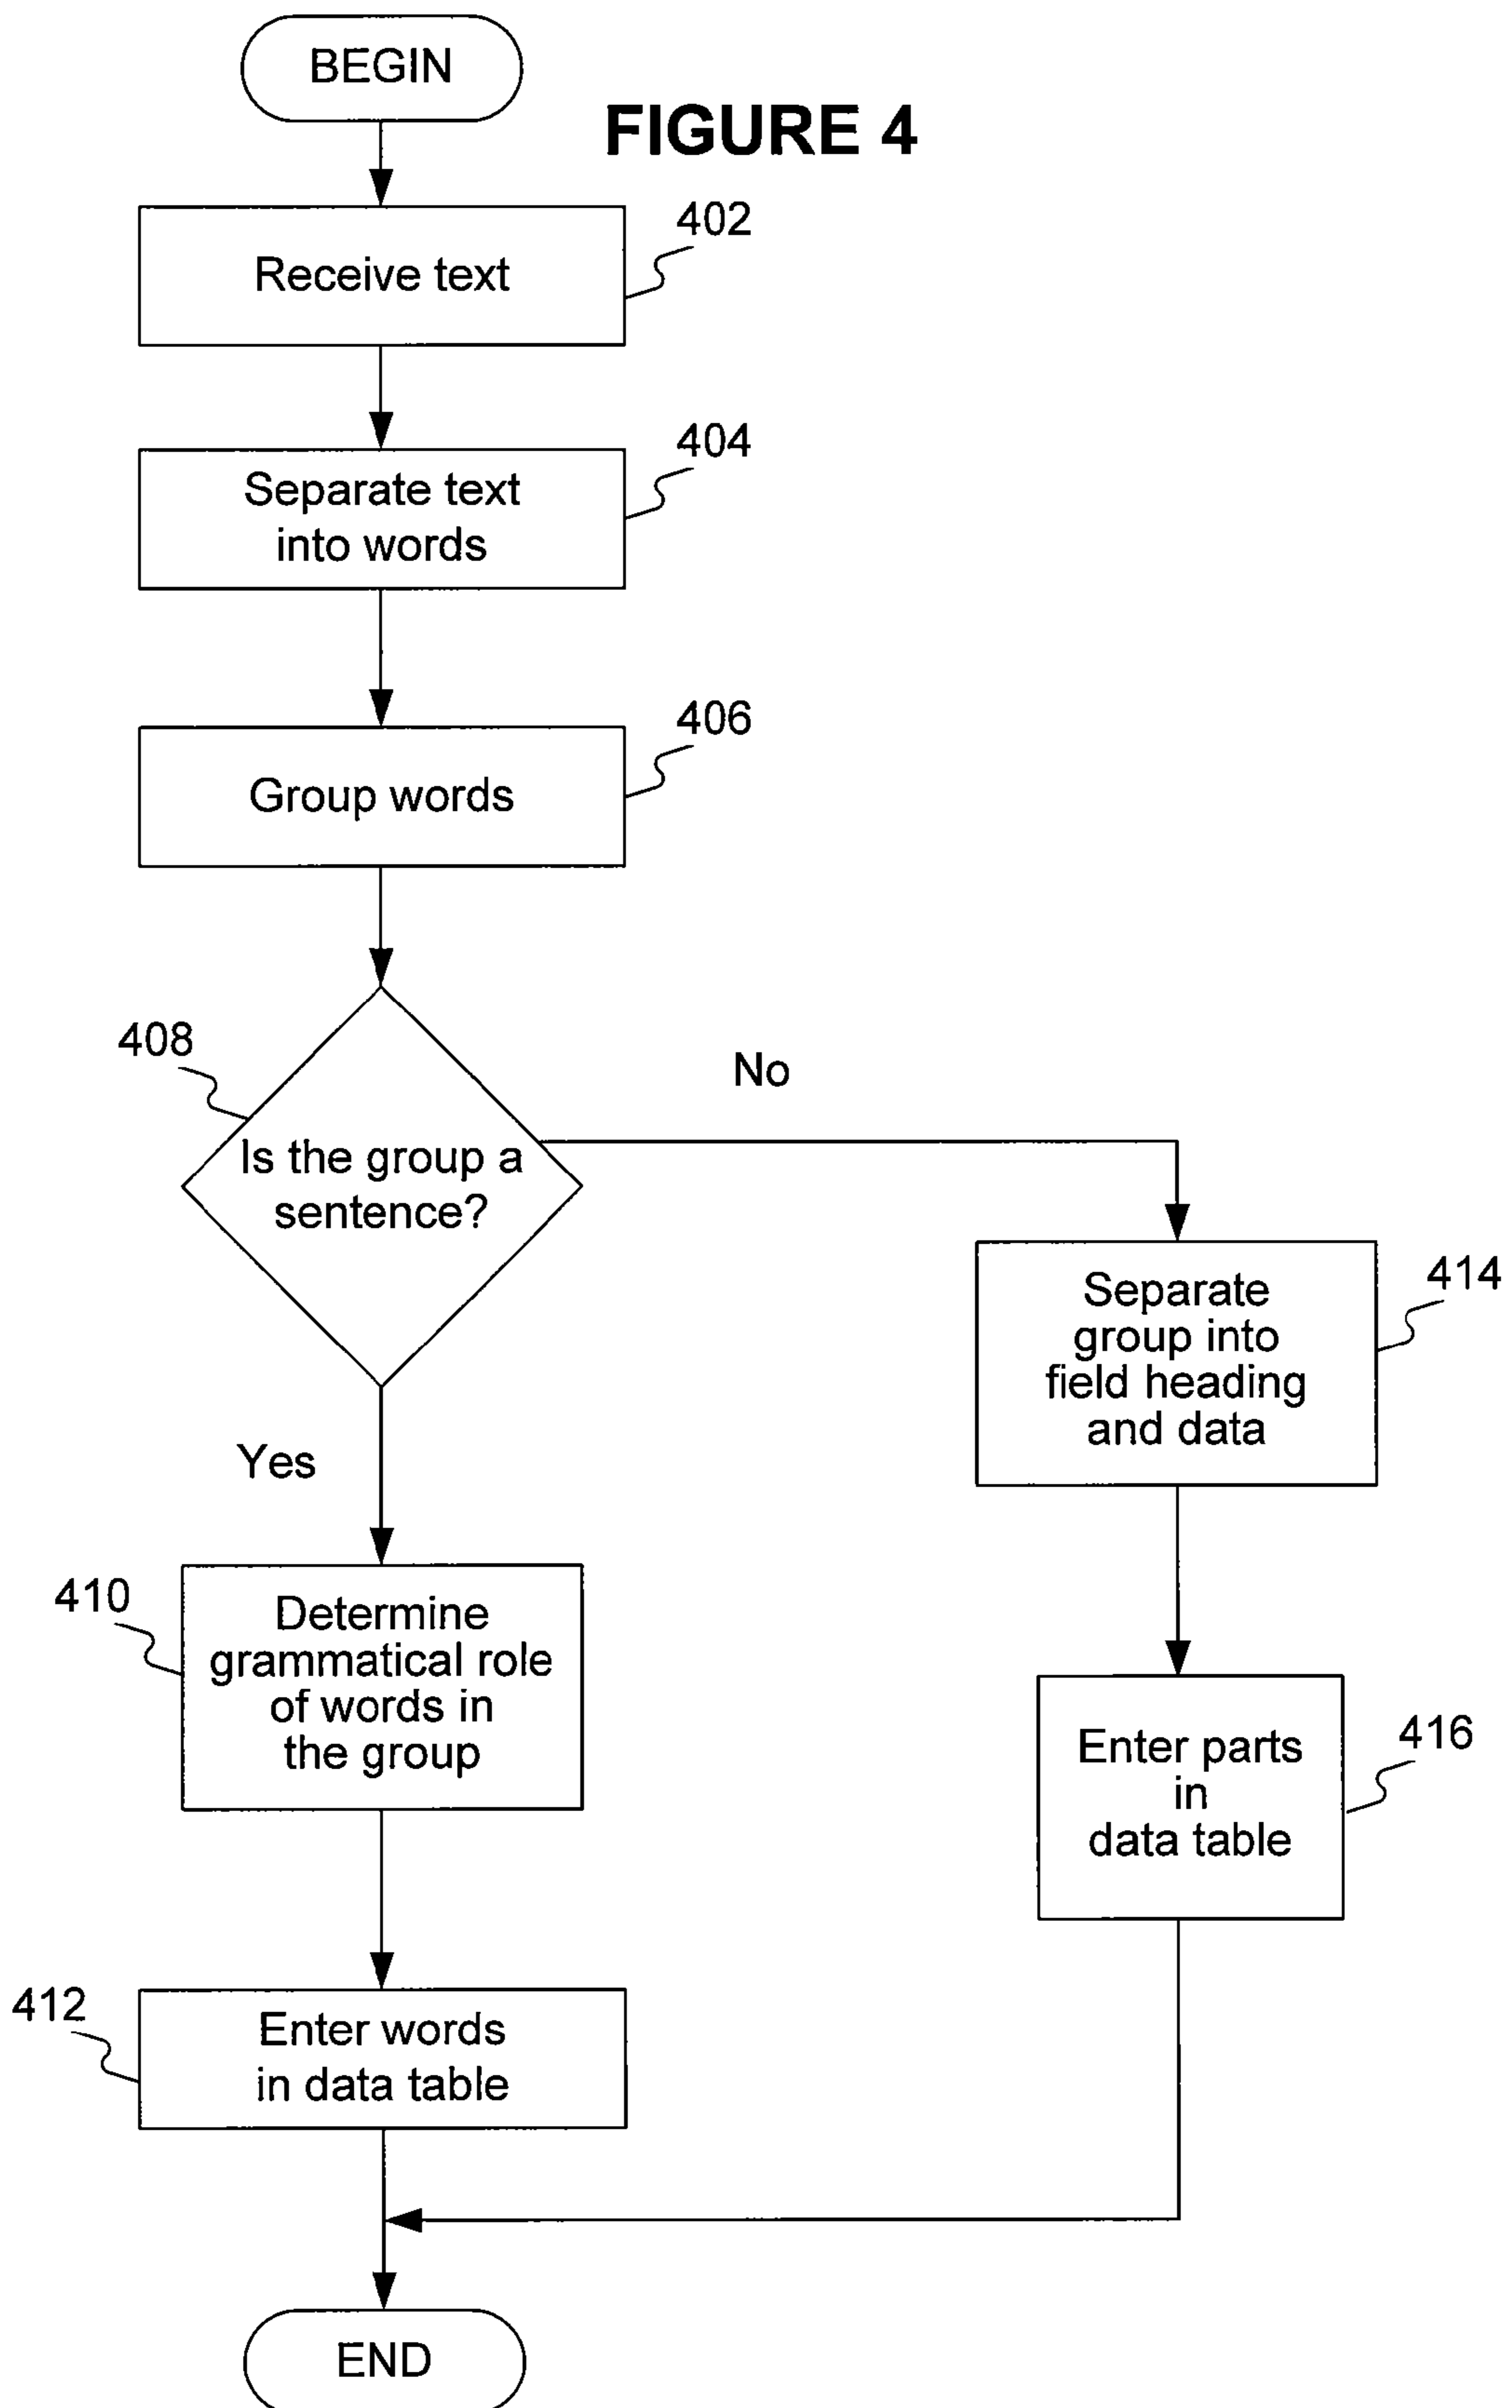 BEGIN
FIGURE 4
402
Receive text
404
Separate text
into words
406
Group words
408
No
Is the group a
sentence?
414
Separate
group into
field heading
and data
Yes
410
Determine
grammatical role
of words in
the group
416
Enter parts
in
data table
412
Enter words
in data table
END